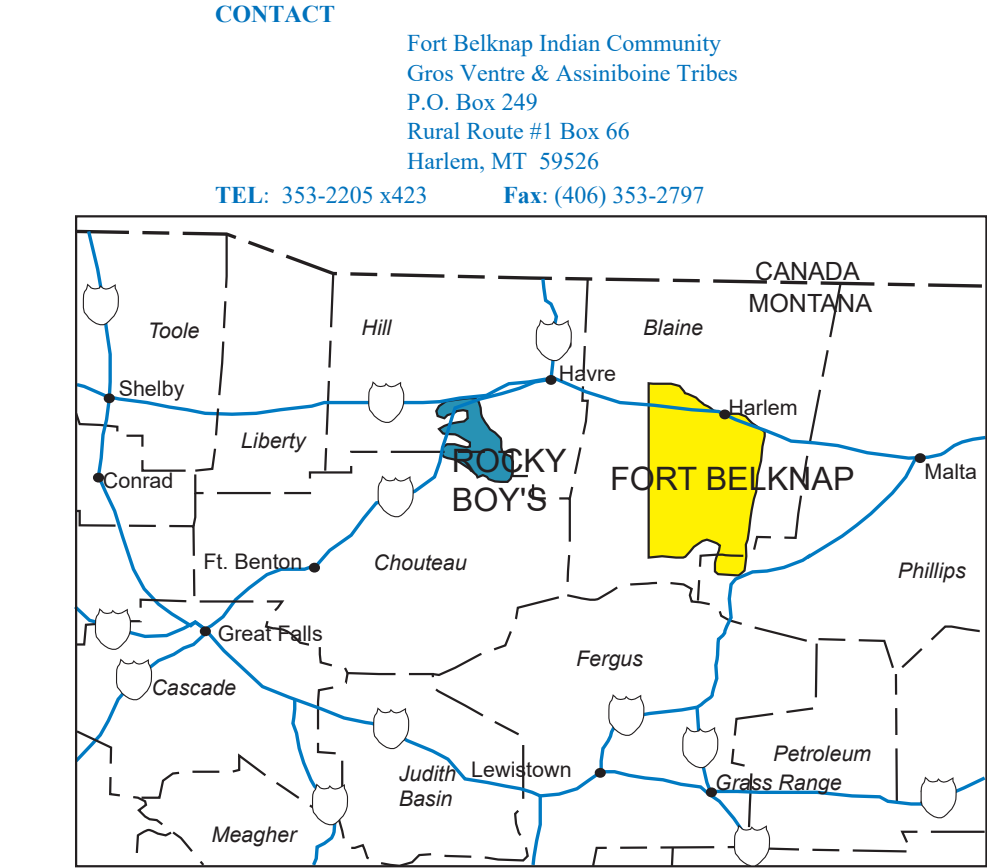 CONTACT
Fort Belknap Indian Community
Gros Ventre & Assiniboine Tribes
P.O. Box 249
Rural Route #1 Box 66
Harlem, MT 59526
TEL: 353-2205 x423 Fax: (406) 353-2797
CANADA
MONTANA
Toole
Hill
Blaine
Havre
Shelby
Harlem
Liberty
ROCKY
BOY'S
FORT BELKNAP
Malta
Conrad
Ft. Benton
Chouteau
Phillips
Great Falls
Fergus
Cascade
Petroleum
Judith
Basin
Lewistown
Grass Range
Meagher